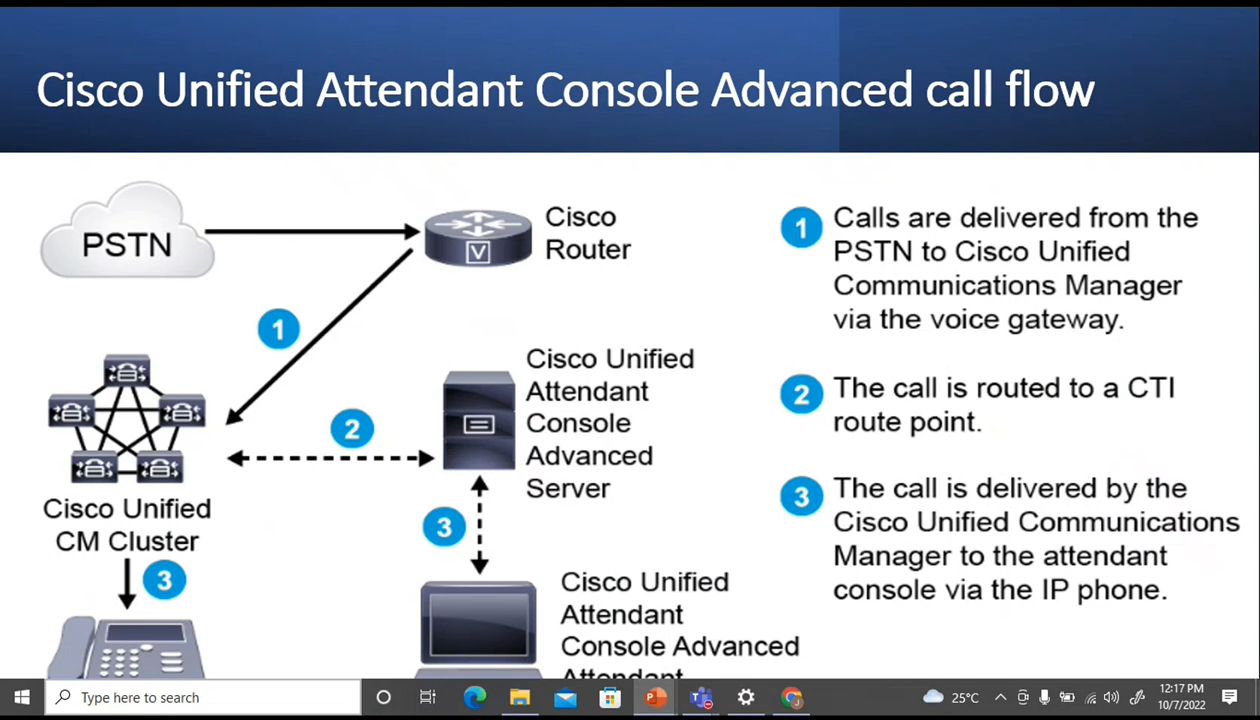 Cisco Unified Attendant Console Advanced call flow
PSTN
Cisco
Router
V
1
Cisco Unified
Attendant
Console
Advanced
Server
2
Cisco Unified
CM Cluster
3
3
Cisco Unified
Attendant
Console Advanced
Attendant
1
Calls are delivered from the
PSTN to Cisco Unified
Communications Manager
via the voice gateway.
2
The call is routed to a CTI
route point.
3
The call is delivered by the
Cisco Unified Communications
Manager to the attendant
console via the IP phone.
Type here to search
25°C
12:17 PM
10/7/2022